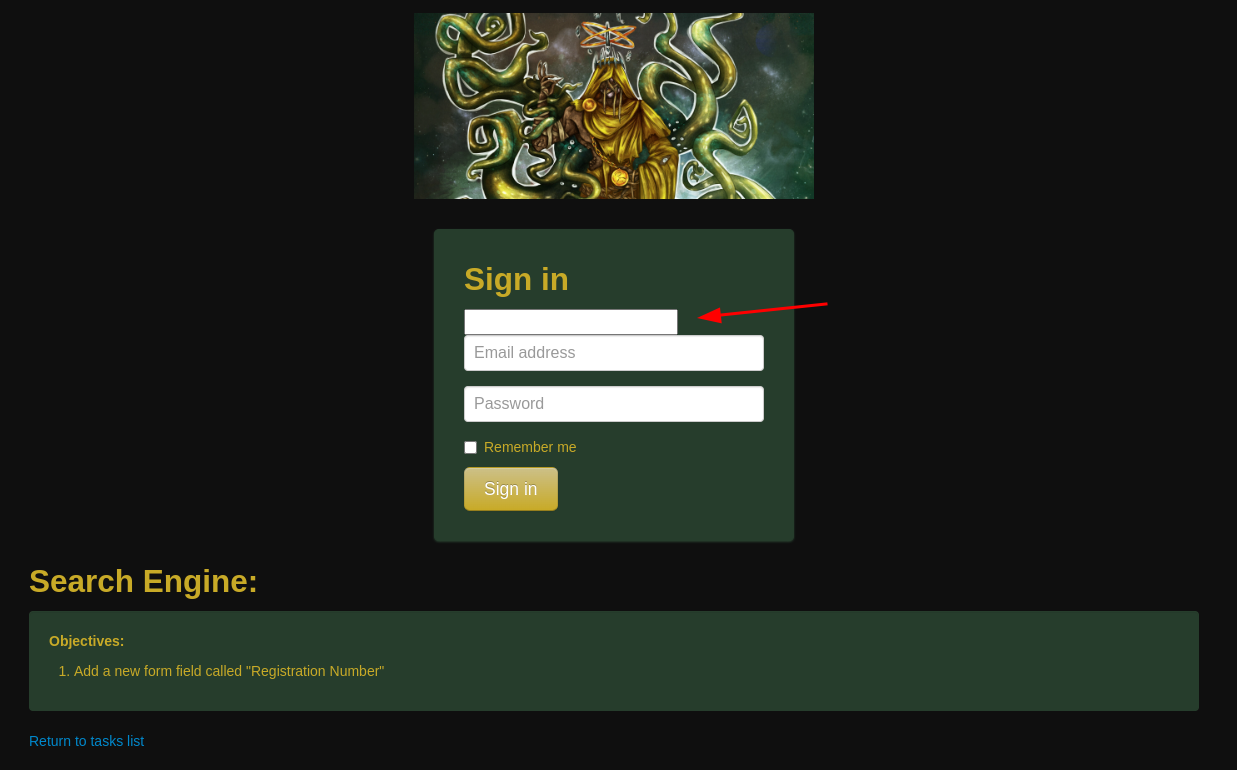 Sign in
Email address
Password
Remember me
Sign in
Search Engine:
Objectives:
1. Add a new form field called "Registration Number"
Return to tasks list